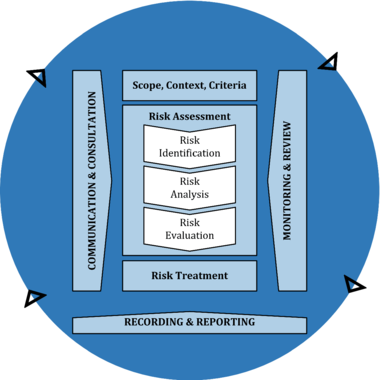 Scope, Context, Criteria
COMMUNICATION & CONSULTATION
Risk Assessment
Risk
Identification
Risk
Analysis
Risk
Evaluation
MONITORING & REVIEW
Risk Treatment
RECORDING & REPORTING